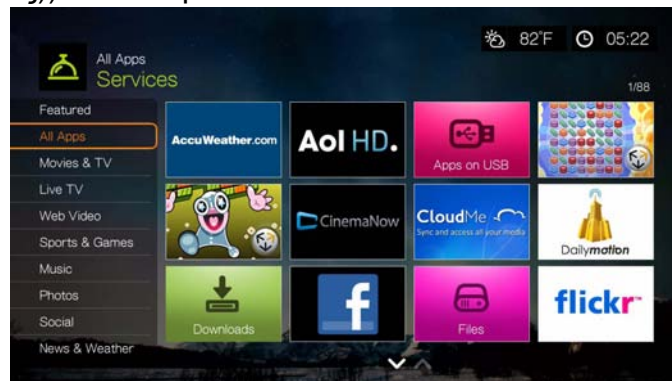 82°F 05:22
All Apps
Services
1/88
Featured
All Apps
Movies & TV
Live TV
Web Video
Sports & Games
Music
Photos
Social
News & Weather
AccuWeather.com
Aol HD.
Apps on USB
CinemaNow
CloudMe
Sync and access all your media
Dailymotion
Downloads
f
Files
flickr